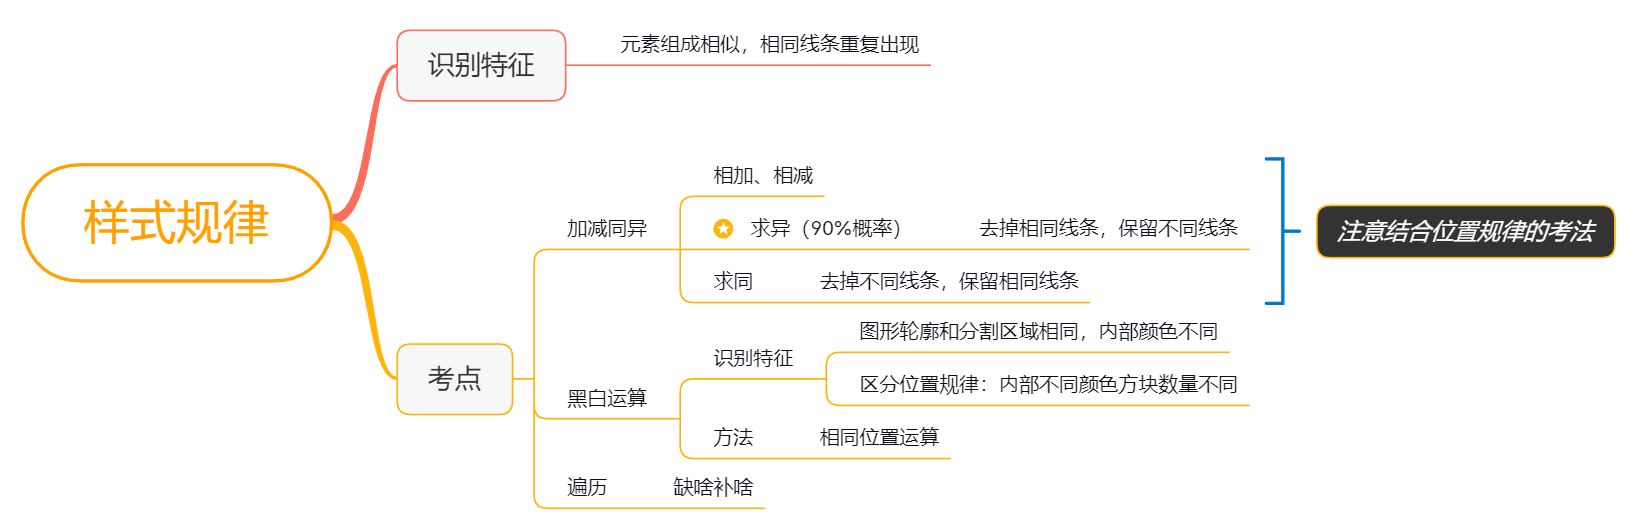 样式规律
识别特征
元素组成相似，相同线条重复出现
考点
加减同异
相加、相减
求异（90%概率）
去掉相同线条，保留不同线条
求同
去掉不同线条，保留相同线条
注意结合位置规律的考法
黑白运算
识别特征
图形轮廓和分割区域相同，内部颜色不同
区分位置规律：内部不同颜色方块数量不同
方法
相同位置运算
遍历
缺啥补啥